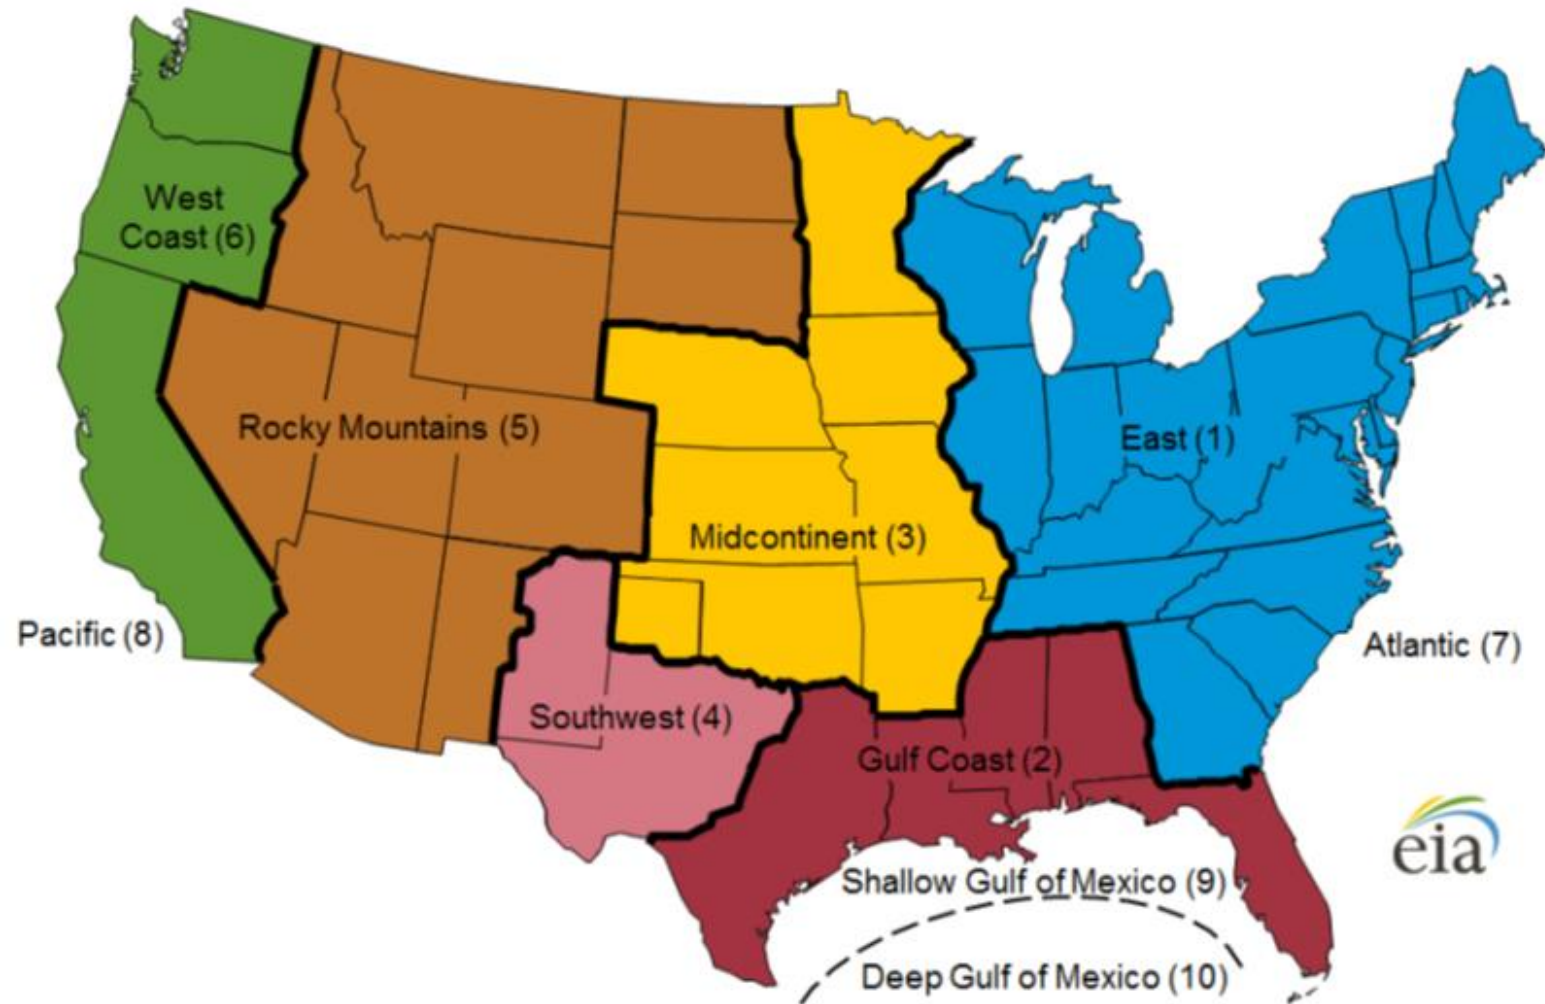 West
Coast (6)
Rocky Mountains (5)
East (1)
Midcontinent (3)
Pacific (8)
Atlantic (7)
Southwest (4)
Gulf Coast (2)
eia
Shallow Gulf of Mexico (9)
Deep Gulf of Mexico (10)